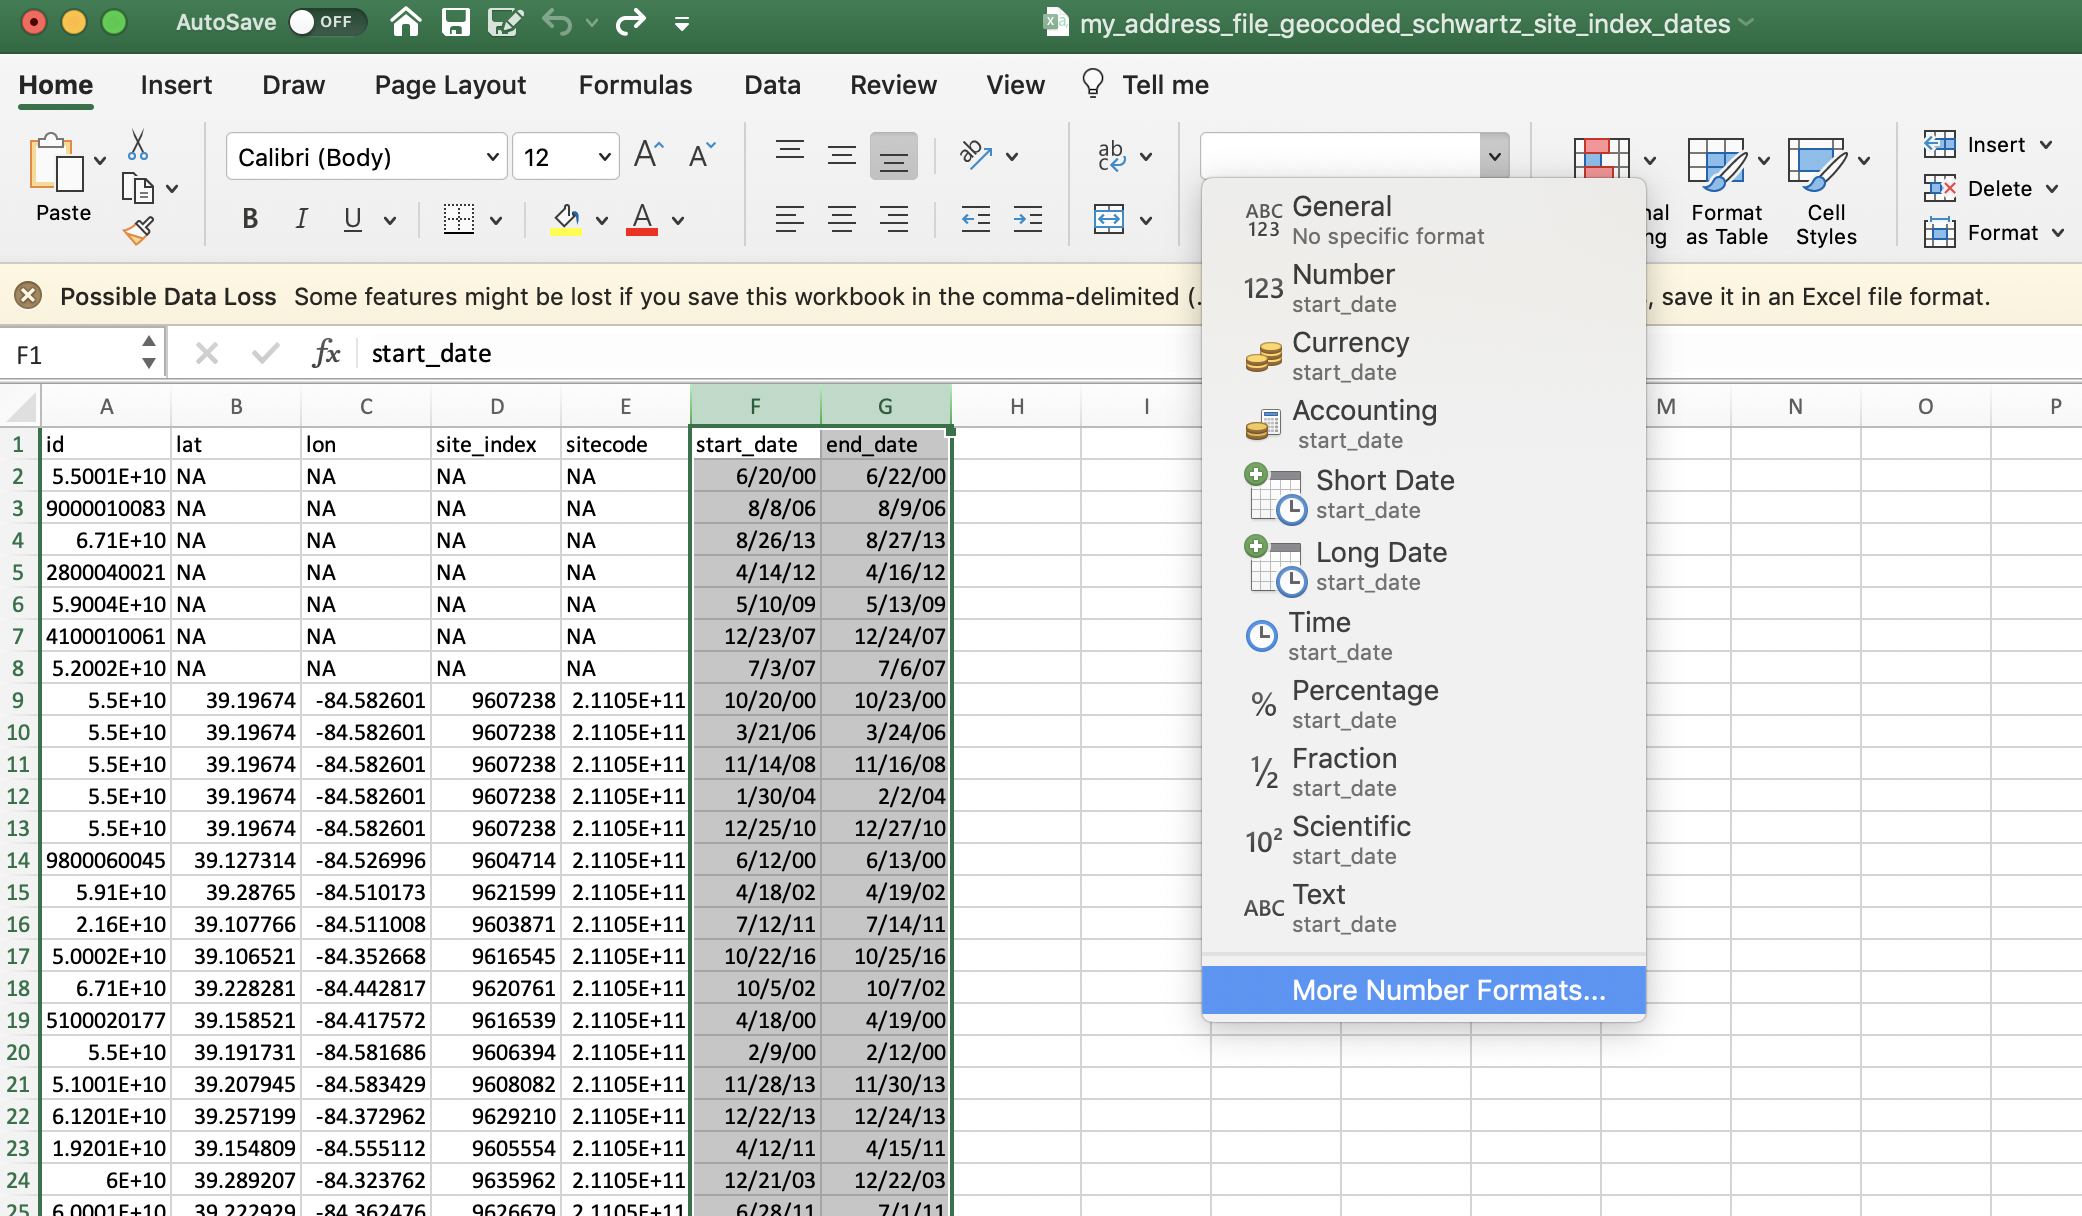 AutoSave OFF my_address_file_geocoded_schwartz_site_index_dates
Home Insert Draw Page Layout Formulas Data Review View Tell me
Paste
Calibri (Body) 12
B I U
Format as Table
Cell Styles
Insert
Delete
Format
Possible Data Loss Some features might be lost if you save this workbook in the comma-delimited (. , save it in an Excel file format.
F1 fx start_date
A B C D E F G H I M N O P
1 id lat lon site_index sitecode start_date end_date
2 5.5001E+10 NA NA NA NA 6/20/00 6/22/00
3 9000010083 NA NA NA NA 8/8/06 8/9/06
4 6.71E+10 NA NA NA NA 8/26/13 8/27/13
5 2800040021 NA NA NA NA 4/14/12 4/16/12
6 5.9004E+10 NA NA NA NA 5/10/09 5/13/09
7 4100010061 NA NA NA NA 12/23/07 12/24/07
8 5.2002E+10 NA NA NA NA 7/3/07 7/6/07
9 5.5E+10 39.19674 -84.582601 9607238 2.1105E+11 10/20/00 10/23/00
10 5.5E+10 39.19674 -84.582601 9607238 2.1105E+11 3/21/06 3/24/06
11 5.5E+10 39.19674 -84.582601 9607238 2.1105E+11 11/14/08 11/16/08
12 5.5E+10 39.19674 -84.582601 9607238 2.1105E+11 1/30/04 2/2/04
13 5.5E+10 39.19674 -84.582601 9607238 2.1105E+11 12/25/10 12/27/10
14 9800060045 39.127314 -84.526996 9604714 2.1105E+11 6/12/00 6/13/00
15 5.91E+10 39.28765 -84.510173 9621599 2.1105E+11 4/18/02 4/19/02
16 2.16E+10 39.107766 -84.511008 9603871 2.1105E+11 7/12/11 7/14/11
17 5.0002E+10 39.106521 -84.352668 9616545 2.1105E+11 10/22/16 10/25/16
18 6.71E+10 39.228281 -84.442817 9620761 2.1105E+11 10/5/02 10/7/02
19 5100020177 39.158521 -84.417572 9616539 2.1105E+11 4/18/00 4/19/00
20 5.5E+10 39.191731 -84.581686 9606394 2.1105E+11 2/9/00 2/12/00
21 5.1001E+10 39.207945 -84.583429 9608082 2.1105E+11 11/28/13 11/30/13
22 6.1201E+10 39.257199 -84.372962 9629210 2.1105E+11 12/22/13 12/24/13
23 1.9201E+10 39.154809 -84.555112 9605554 2.1105E+11 4/12/11 4/15/11
24 6E+10 39.289207 -84.323762 9635962 2.1105E+11 12/21/03 12/22/03
25 6.0001E+10 39.222929 -84.362476 9626679 2.1105E+11 6/28/11 7/1/11
ABC 123 General
No specific format
123 Number
start_date
Currency
start_date
Accounting
start_date
Short Date
start_date
Long Date
start_date
Time
start_date
% Percentage
start_date
½ Fraction
start_date
10² Scientific
start_date
ABC Text
start_date
More Number Formats...